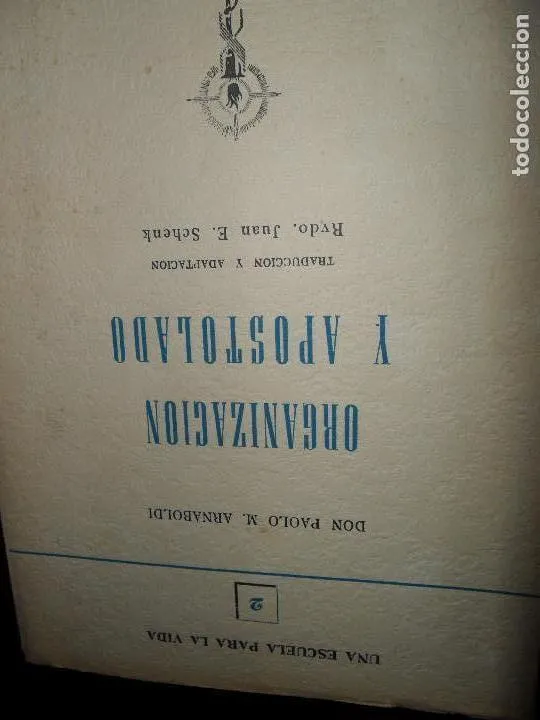 UNA ESCUELA PARA LA VIDA
2
DON PAOLO M. ARNABOLDI
ORGANIZACION
Y APOSTOLADO
TRADUCCION Y ADAPTACION
Rvdo. Juan E. Schenk
todocoleccion